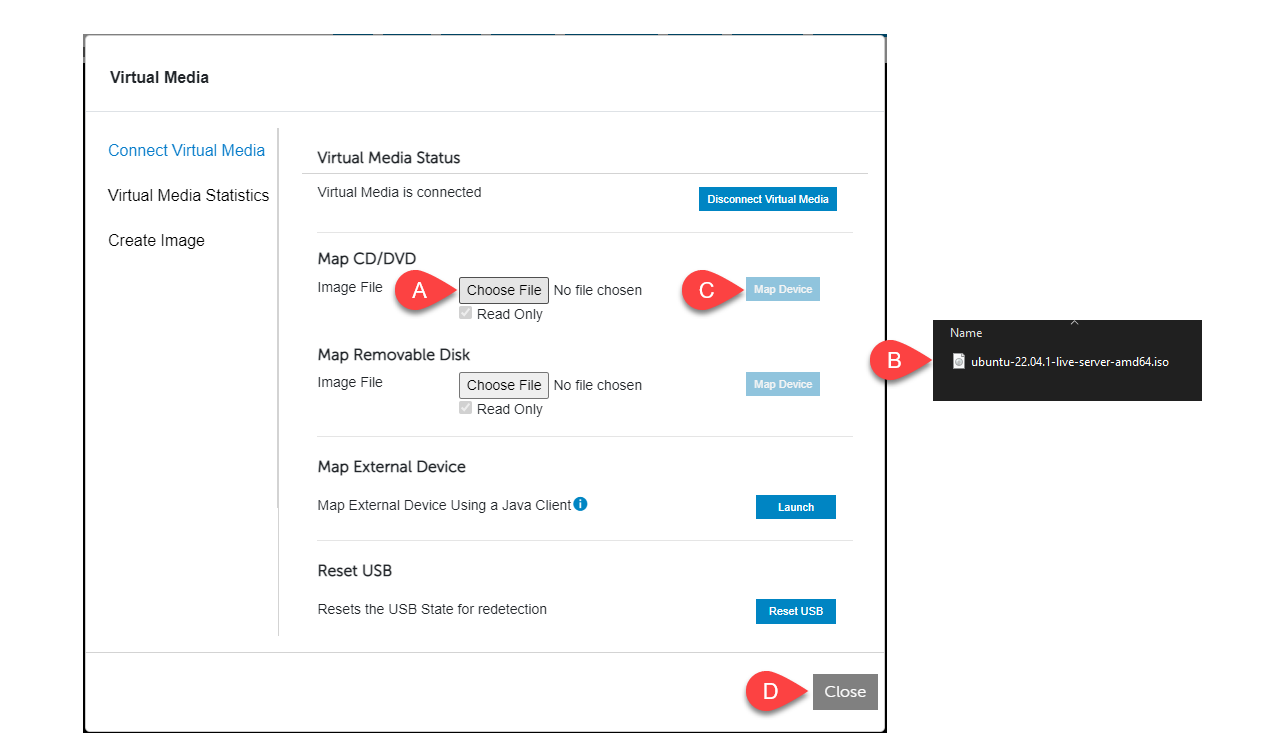 Virtual Media
Connect Virtual Media
Virtual Media Statistics
Create Image
Virtual Media Status
Virtual Media is connected
Disconnect Virtual Media
Map CD/DVD
Image File
A
Choose File
No file chosen
C
Map Device
Read Only
Map Removable Disk
Image File
Choose File
No file chosen
Map Device
Read Only
Map External Device
Map External Device Using a Java Client
i
Launch
Reset USB
Resets the USB State for redetection
Reset USB
D
Close
Name
B
ubuntu-22.04.1-live-server-amd64.iso